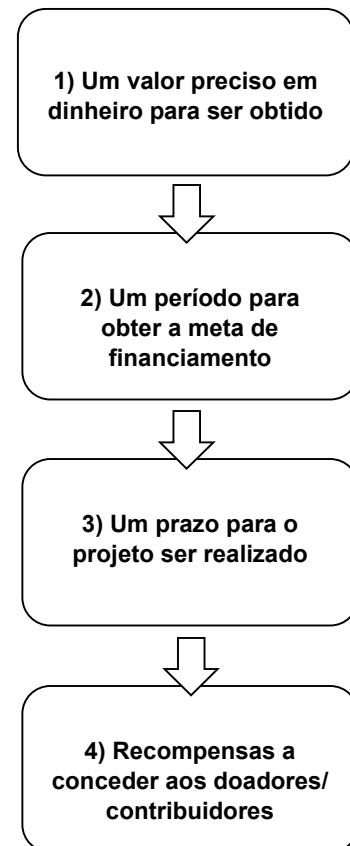 1) Um valor preciso em
dinheiro para ser obtido
2) Um período para
obter a meta de
financiamento
3) Um prazo para o
projeto ser realizado
4) Recompensas a
conceder aos doadores/
contribuidores